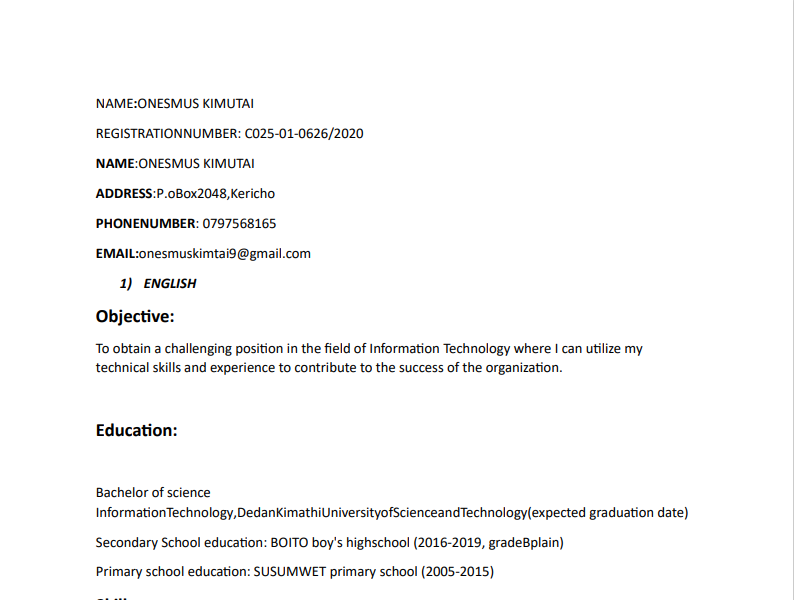 NAME:ONESMUS KIMUTAI
REGISTRATIONNUMBER: C025-01-0626/2020
NAME:ONESMUS KIMUTAI
ADDRESS:P.oBox2048,Kericho
PHONENUMBER: 0797568165
EMAIL:onesmuskimtai9@gmail.com
1) ENGLISH
Objective:
To obtain a challenging position in the field of Information Technology where I can utilize my
technical skills and experience to contribute to the success of the organization.
Education:
Bachelor of science
InformationTechnology,DedanKimathiUniversityofScienceandTechnology(expected graduation date)
Secondary School education: BOITO boy's highschool (2016-2019, gradeBplain)
Primary school education: SUSUMWET primary school (2005-2015)